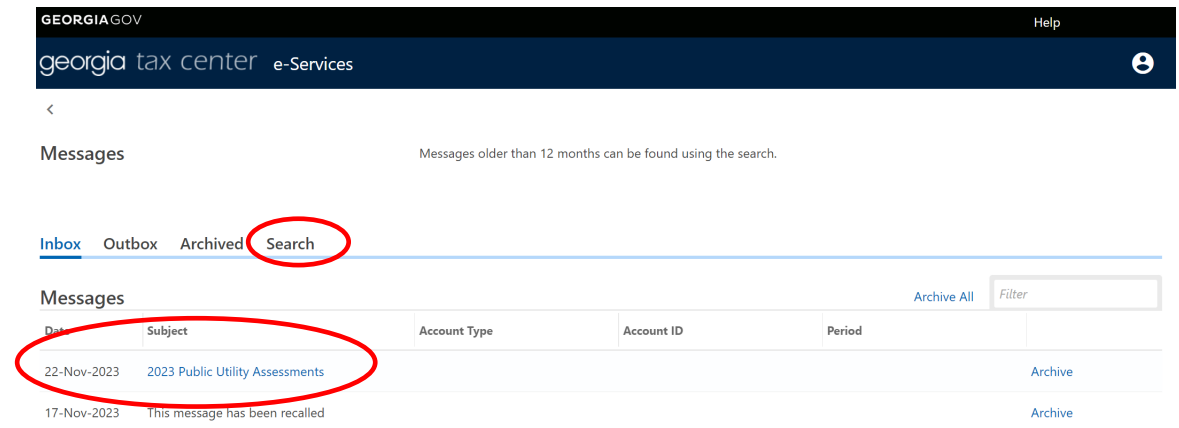 GEORGIAGOV Help
georgia tax center e-Services
Messages Messages older than 12 months can be found using the search.
Inbox Outbox Archived Search
Messages Archive All Filter
Date Subject Account Type Account ID Period
22-Nov-2023 2023 Public Utility Assessments Archive
17-Nov-2023 This message has been recalled Archive